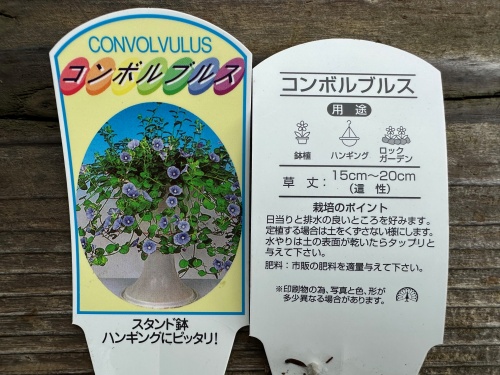 CONVOLVULUS
コンボルブルス
スタンド鉢
ハンギングにピッタリ!
コンボルブルス
用途
鉢植 ハンギング ロックガーデン
草丈:15cm〜20cm
(這性)
栽培のポイント
日当りと排水の良いところを好みます。
定植する場合は土をくずさない様にします。
水やりは土の表面が乾いたらタップリと
与えて下さい。
肥料:市販の肥料を適量与えて下さい。
※印刷物の為、写真と色、形が
多少異なる場合があります。